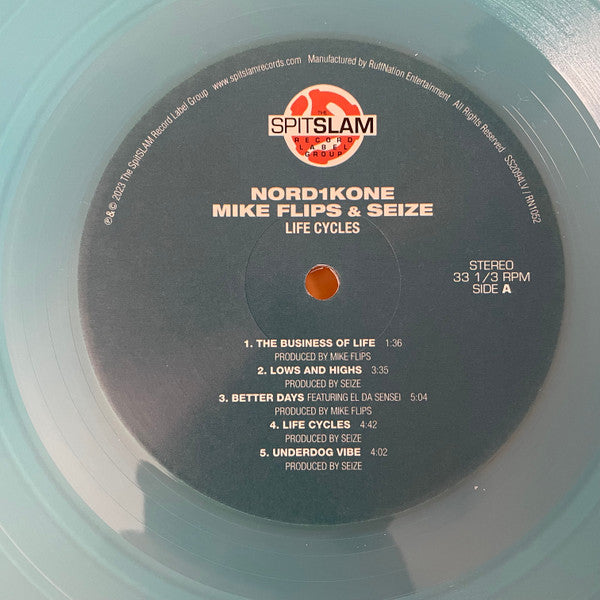 ℗&© 2023 The SpitSLAM Record Label Group   www.spitslamrecords.com   Manufactured by RuffNation Entertainment   All Rights Reserved   SS2094LV / RN1052
THE
SPITSLAM
RECORD
LABEL
GROUP
NORD1KONE
MIKE FLIPS & SEIZE
LIFE CYCLES
STEREO
33 1/3 RPM
SIDE A
1. THE BUSINESS OF LIFE 1:36
PRODUCED BY MIKE FLIPS
2. LOWS AND HIGHS 3:35
PRODUCED BY SEIZE
3. BETTER DAYS FEATURING EL DA SENSEI 5:04
PRODUCED BY MIKE FLIPS
4. LIFE CYCLES 4:42
PRODUCED BY SEIZE
5. UNDERDOG VIBE 4:02
PRODUCED BY SEIZE